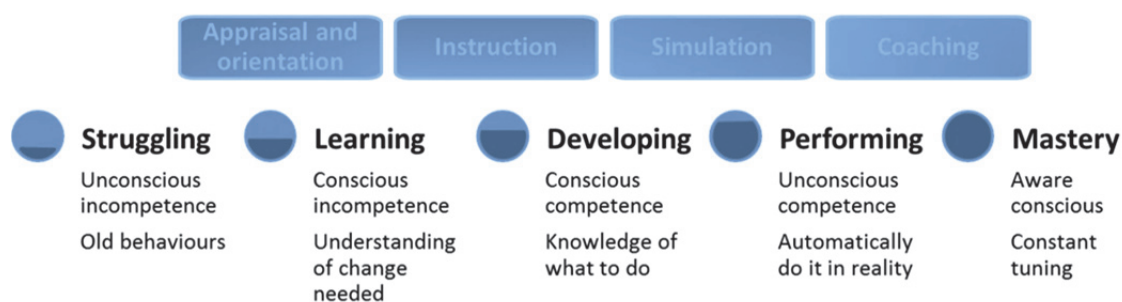 Appraisal and
orientation
Instruction
Simulation
Coaching
Struggling
Unconscious
incompetence
Old behaviours
Learning
Conscious
incompetence
Understanding
of change
needed
Developing
Conscious
competence
Knowledge of
what to do
Performing
Unconscious
competence
Automatically
do it in reality
Mastery
Aware
conscious
Constant
tuning